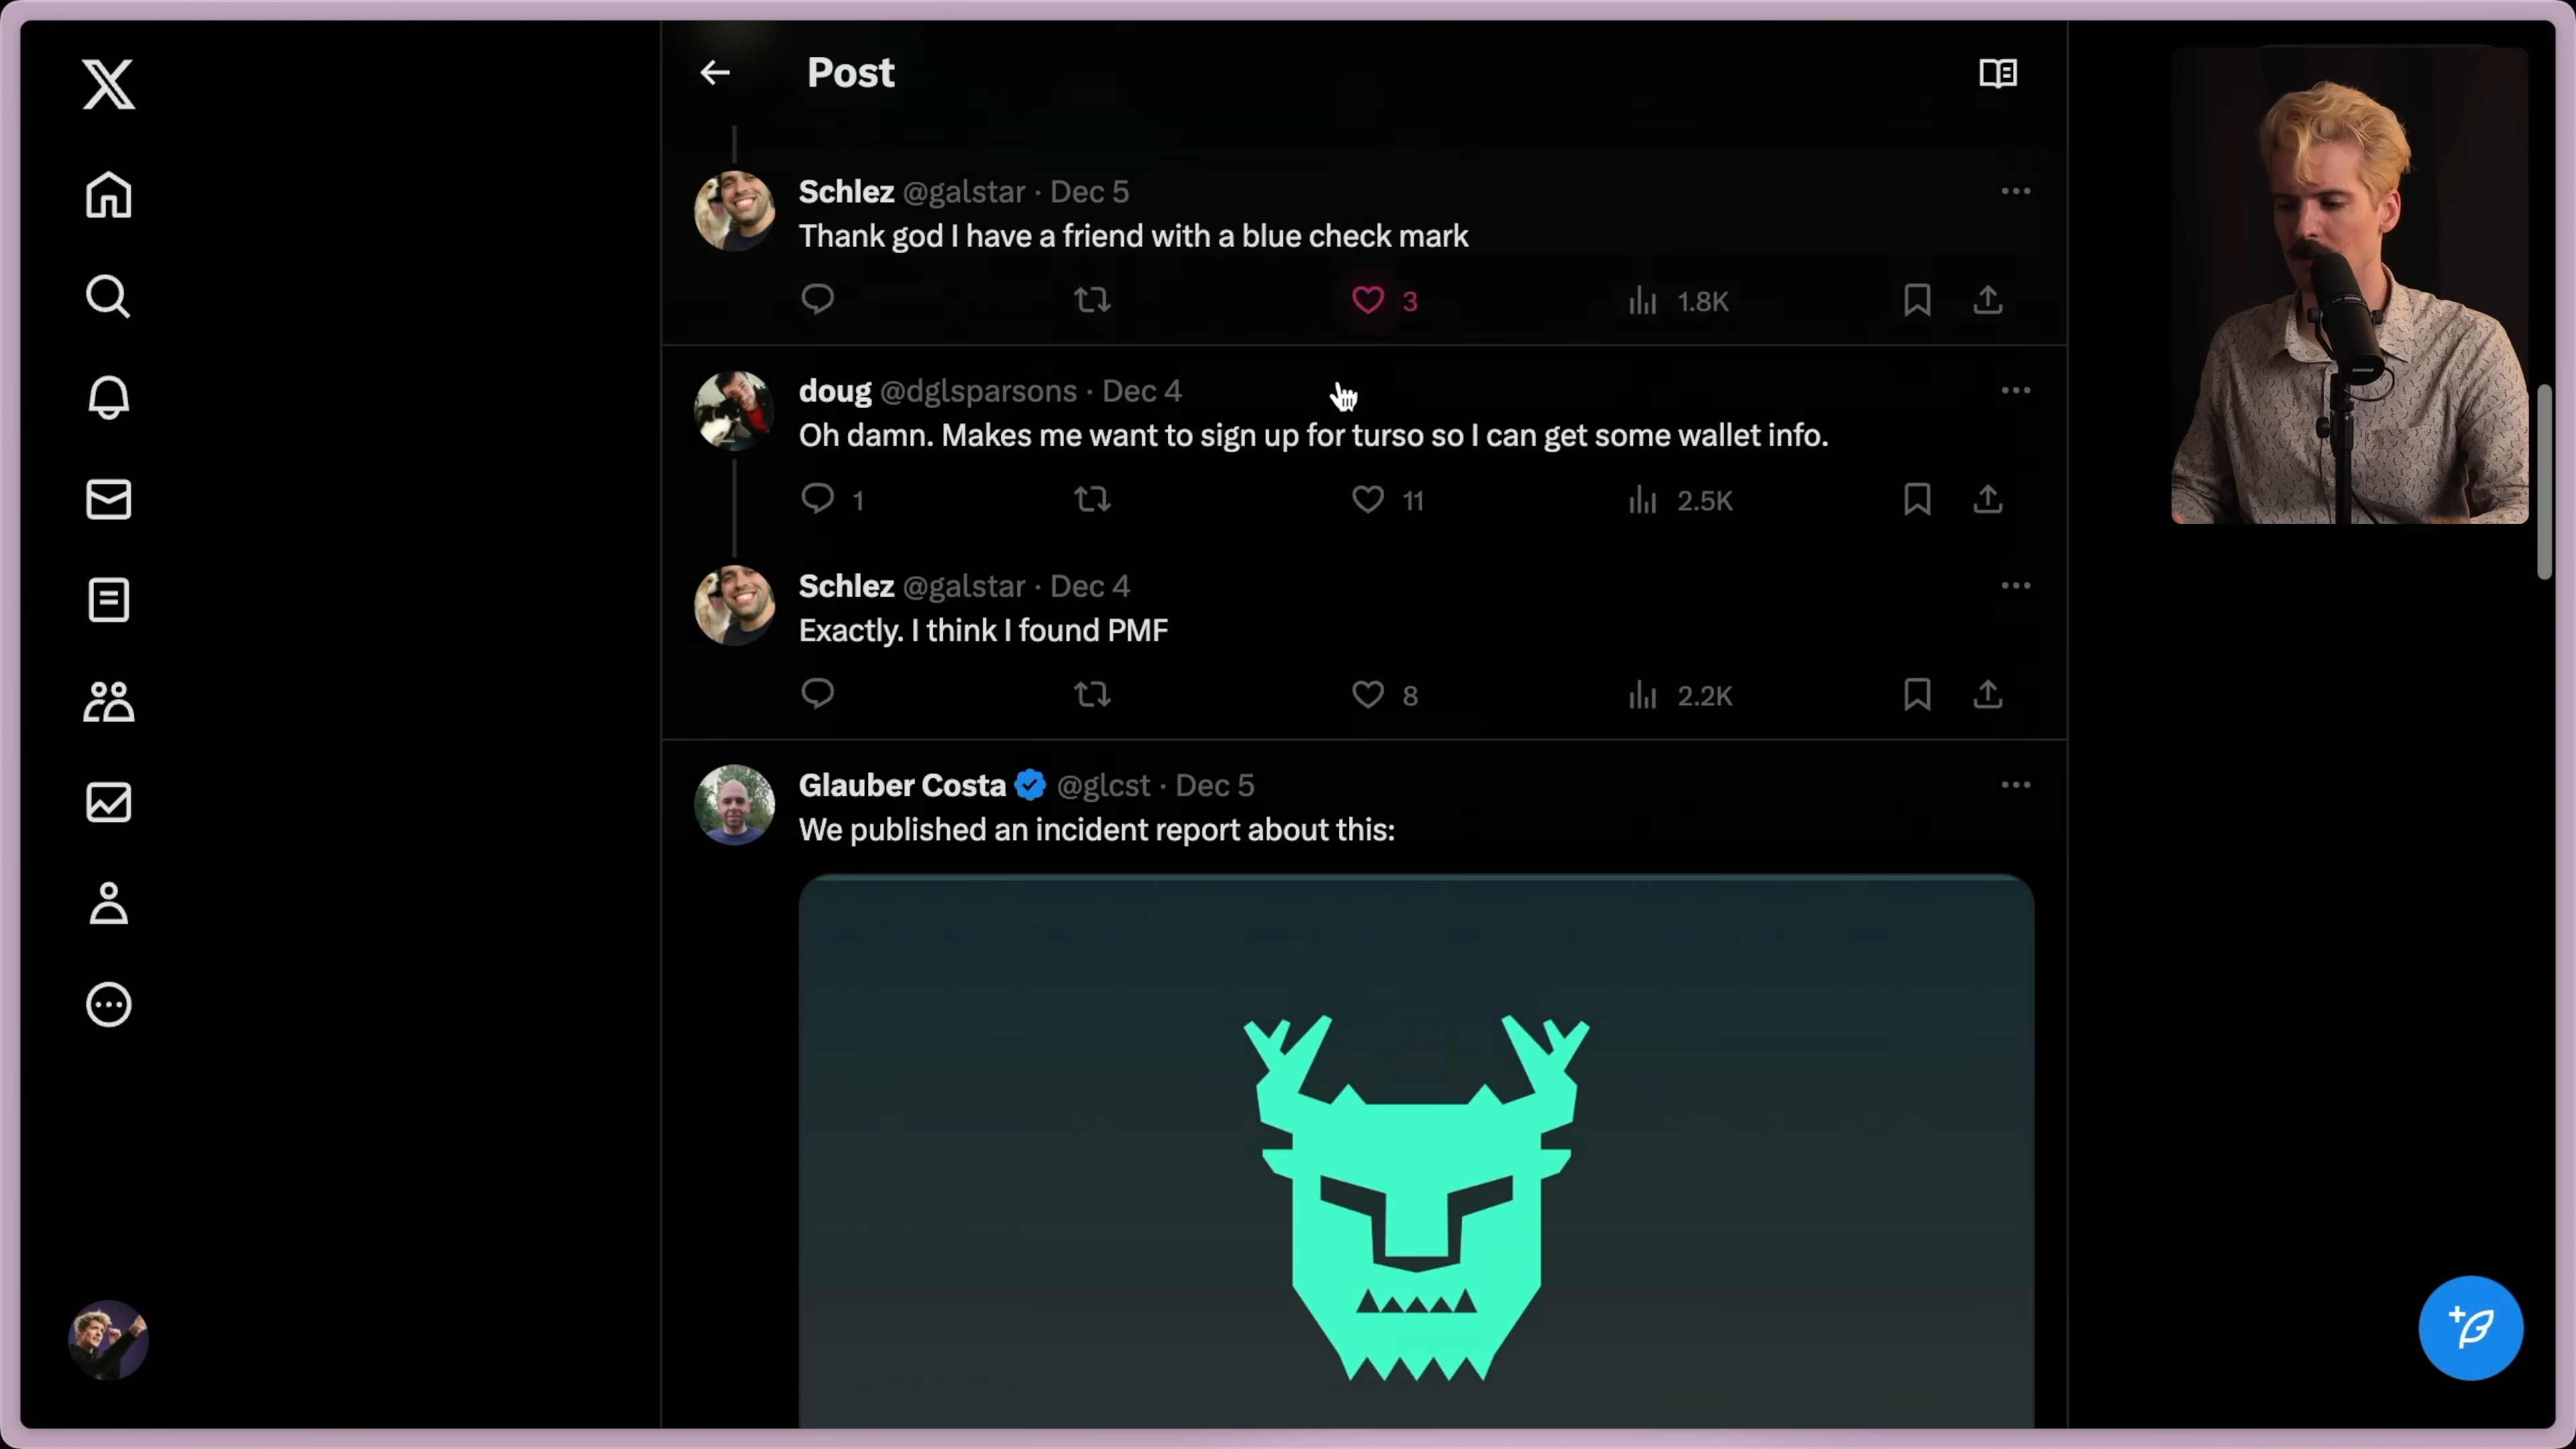 Post
Schlez @galstar · Dec 5
Thank god I have a friend with a blue check mark
3 1.8K
doug @dglsparsons · Dec 4
Oh damn. Makes me want to sign up for turso so I can get some wallet info.
1 11 2.5K
Schlez @galstar · Dec 4
Exactly. I think I found PMF
8 2.2K
Glauber Costa @glcst · Dec 5
We published an incident report about this: